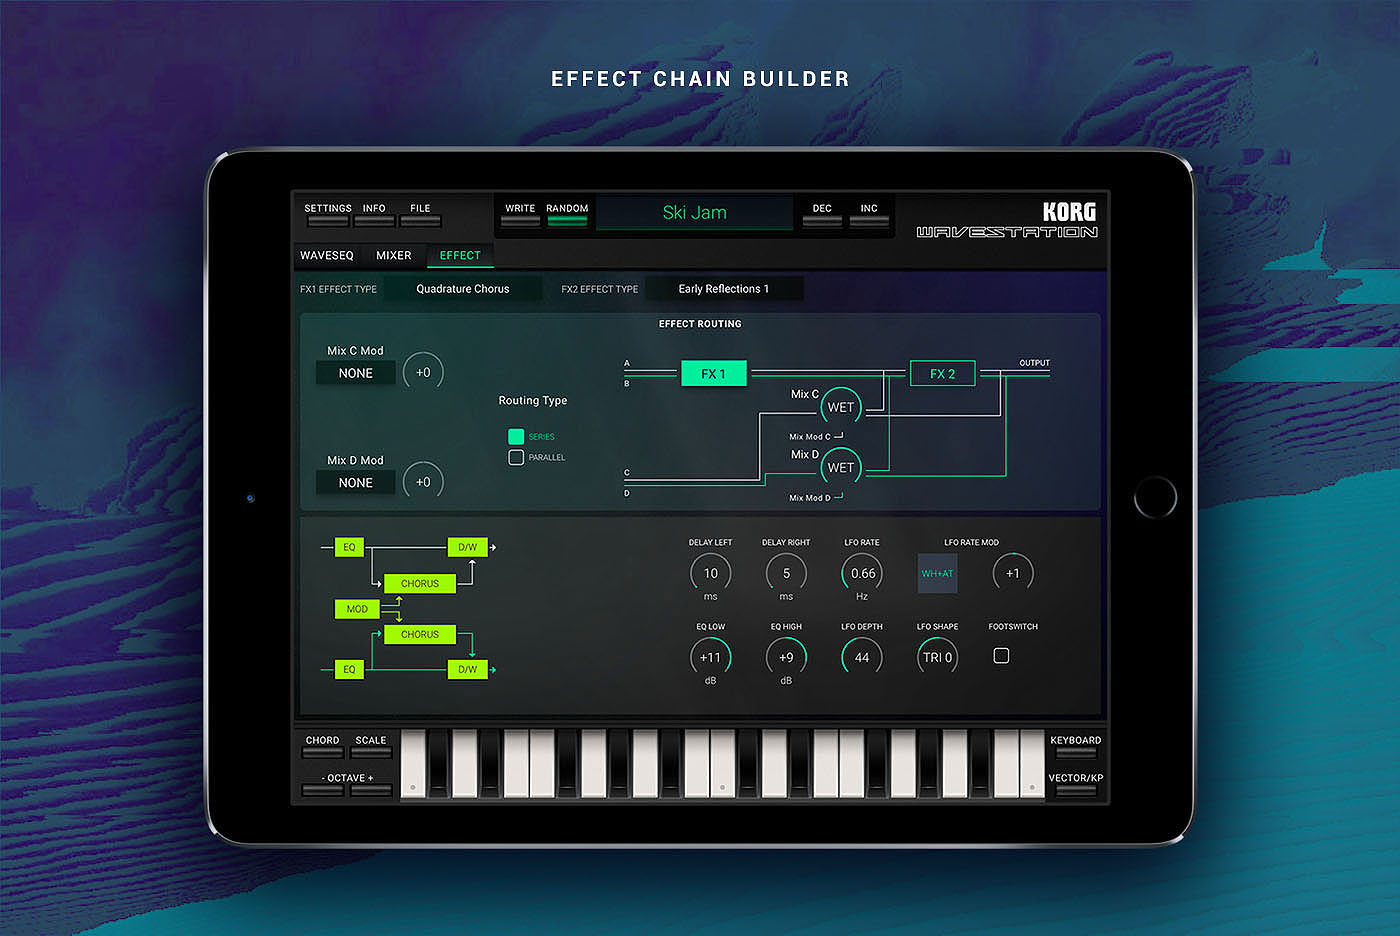 EFFECT CHAIN BUILDER
SETTINGS INFO FILE WRITE RANDOM Ski Jam DEC INC KORG
WAVESTATION
WAVESEQ MIXER EFFECT
FX1 EFFECT TYPE Quadrature Chorus FX2 EFFECT TYPE Early Reflections 1
EFFECT ROUTING
Mix C Mod
NONE +0
Mix D Mod
NONE +0
Routing Type
SERIES
PARALLEL
A
B
FX 1
FX 2
OUTPUT
Mix C
WET
Mix Mod C
Mix D
WET
Mix Mod D
C
D
EQ D/W
CHORUS
MOD
CHORUS
EQ D/W
DELAY LEFT DELAY RIGHT LFO RATE LFO RATE MOD
10 5 0.66 WH+AT +1
ms ms Hz
EQ LOW EQ HIGH LFO DEPTH LFO SHAPE FOOTSWITCH
+11 +9 44 TRI 0
dB dB
CHORD SCALE
- OCTAVE +
KEYBOARD
VECTOR/KP